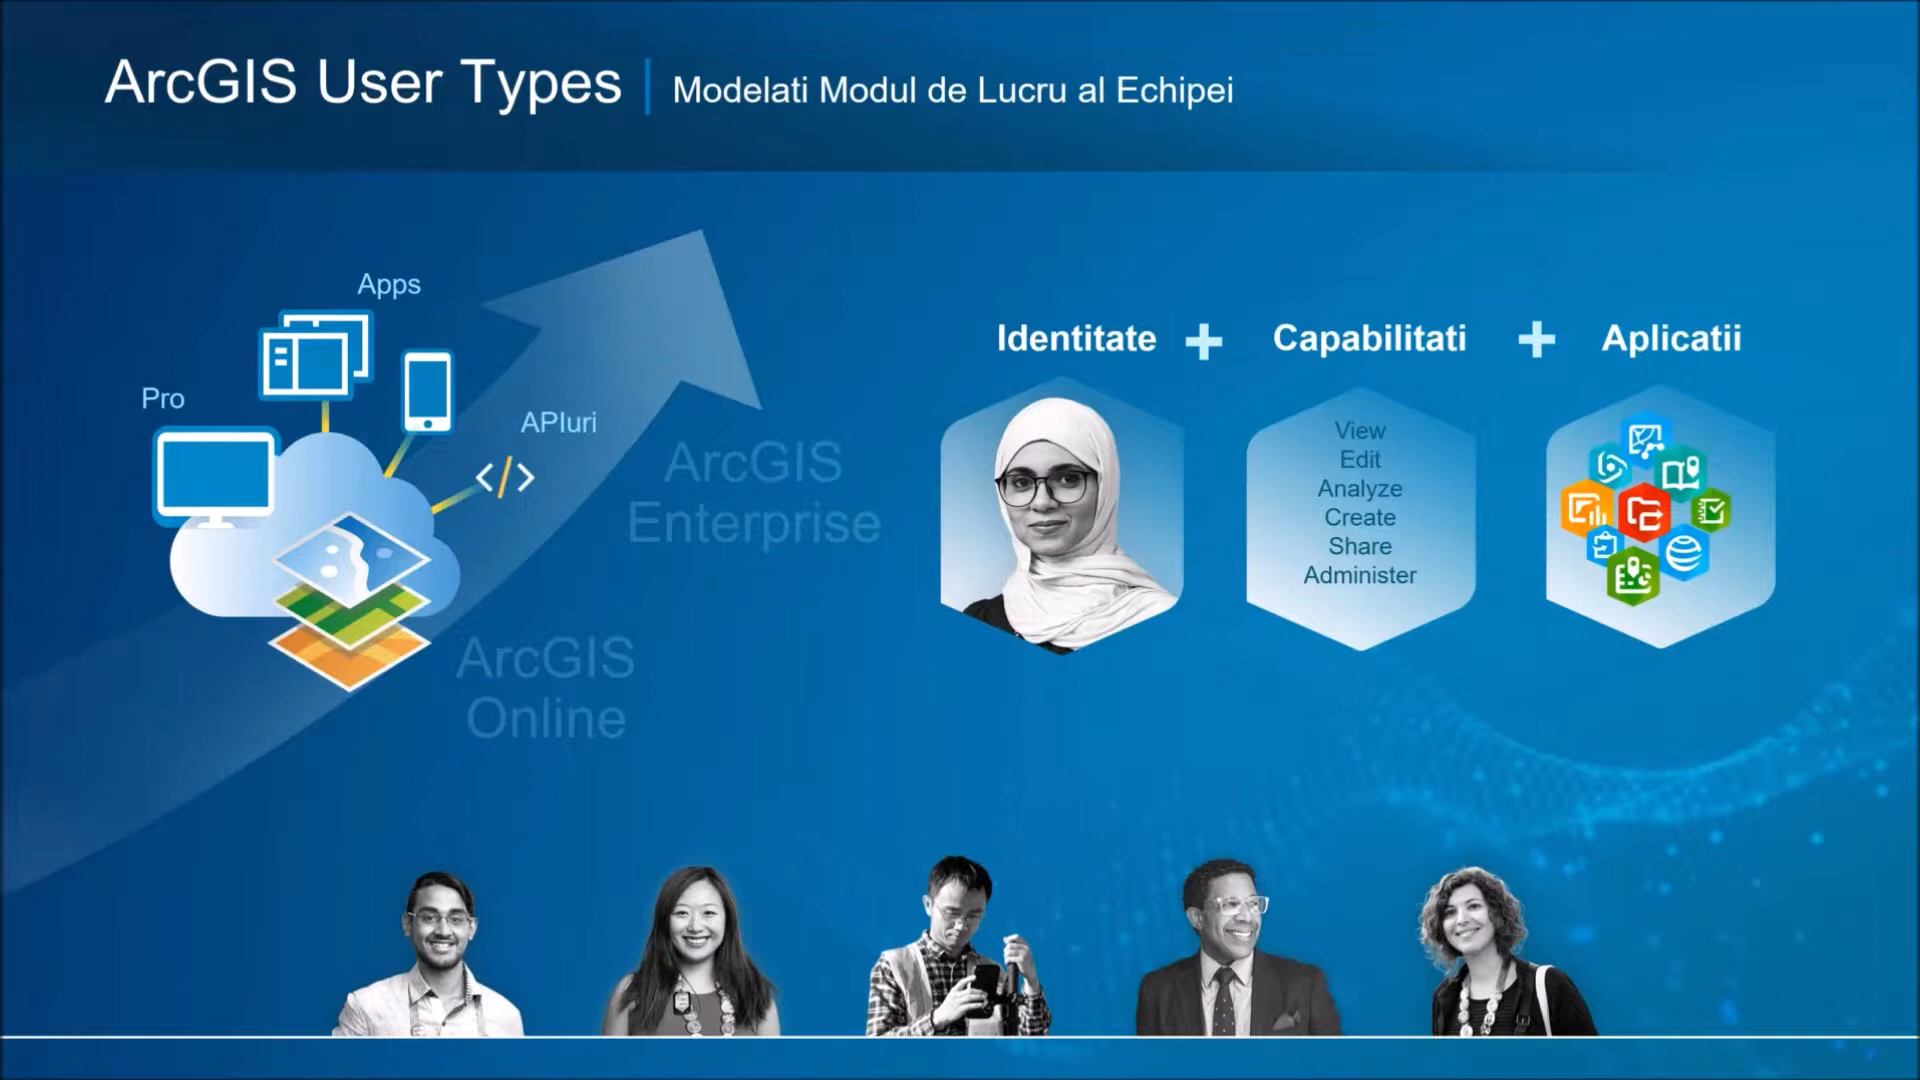 ArcGIS User Types
Modelati Modul de Lucru al Echipei
Apps
Pro
APIuri
ArcGIS
Enterprise
ArcGIS
Online
Identitate + Capabilitati + Aplicatii
View
Edit
Analyze
Create
Share
Administer